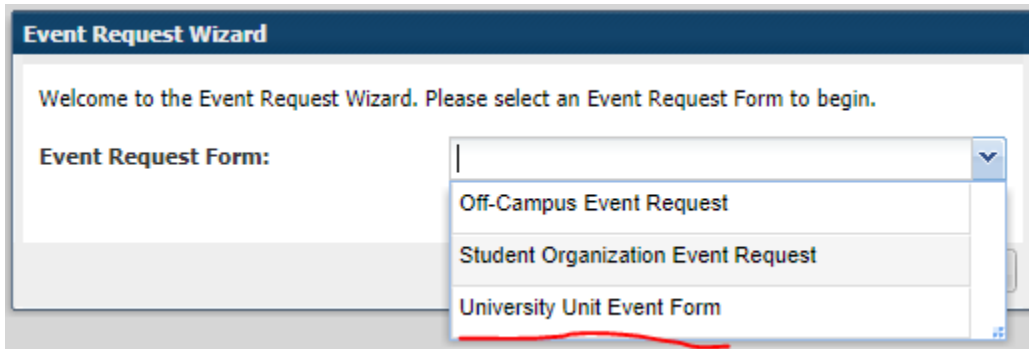 Event Request Wizard
Welcome to the Event Request Wizard. Please select an Event Request Form to begin.
Event Request Form:
Off-Campus Event Request
Student Organization Event Request
University Unit Event Form